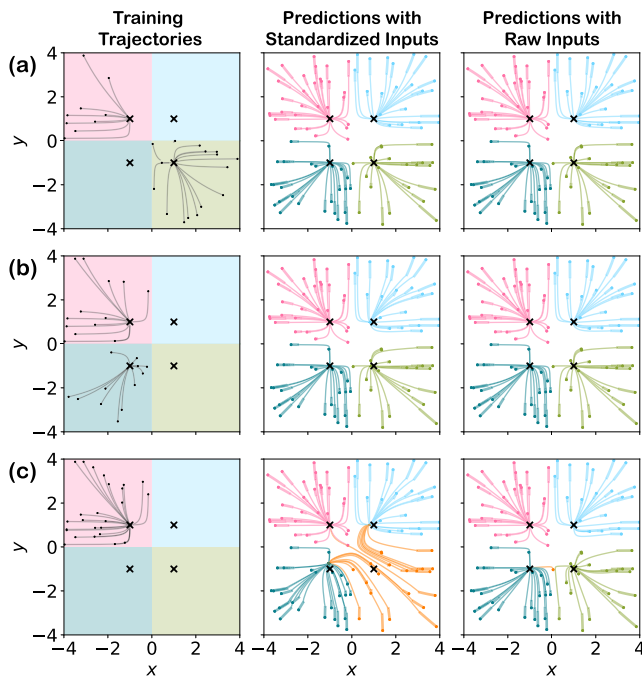 Training Trajectories
Predictions with Standardized Inputs
Predictions with Raw Inputs
(a)
4
2
0
−2
−4
y
(b)
4
2
0
−2
−4
y
(c)
4
2
0
−2
−4
y
−4 −2 0 2 4
−4 −2 0 2 4
−4 −2 0 2 4
x
x
x